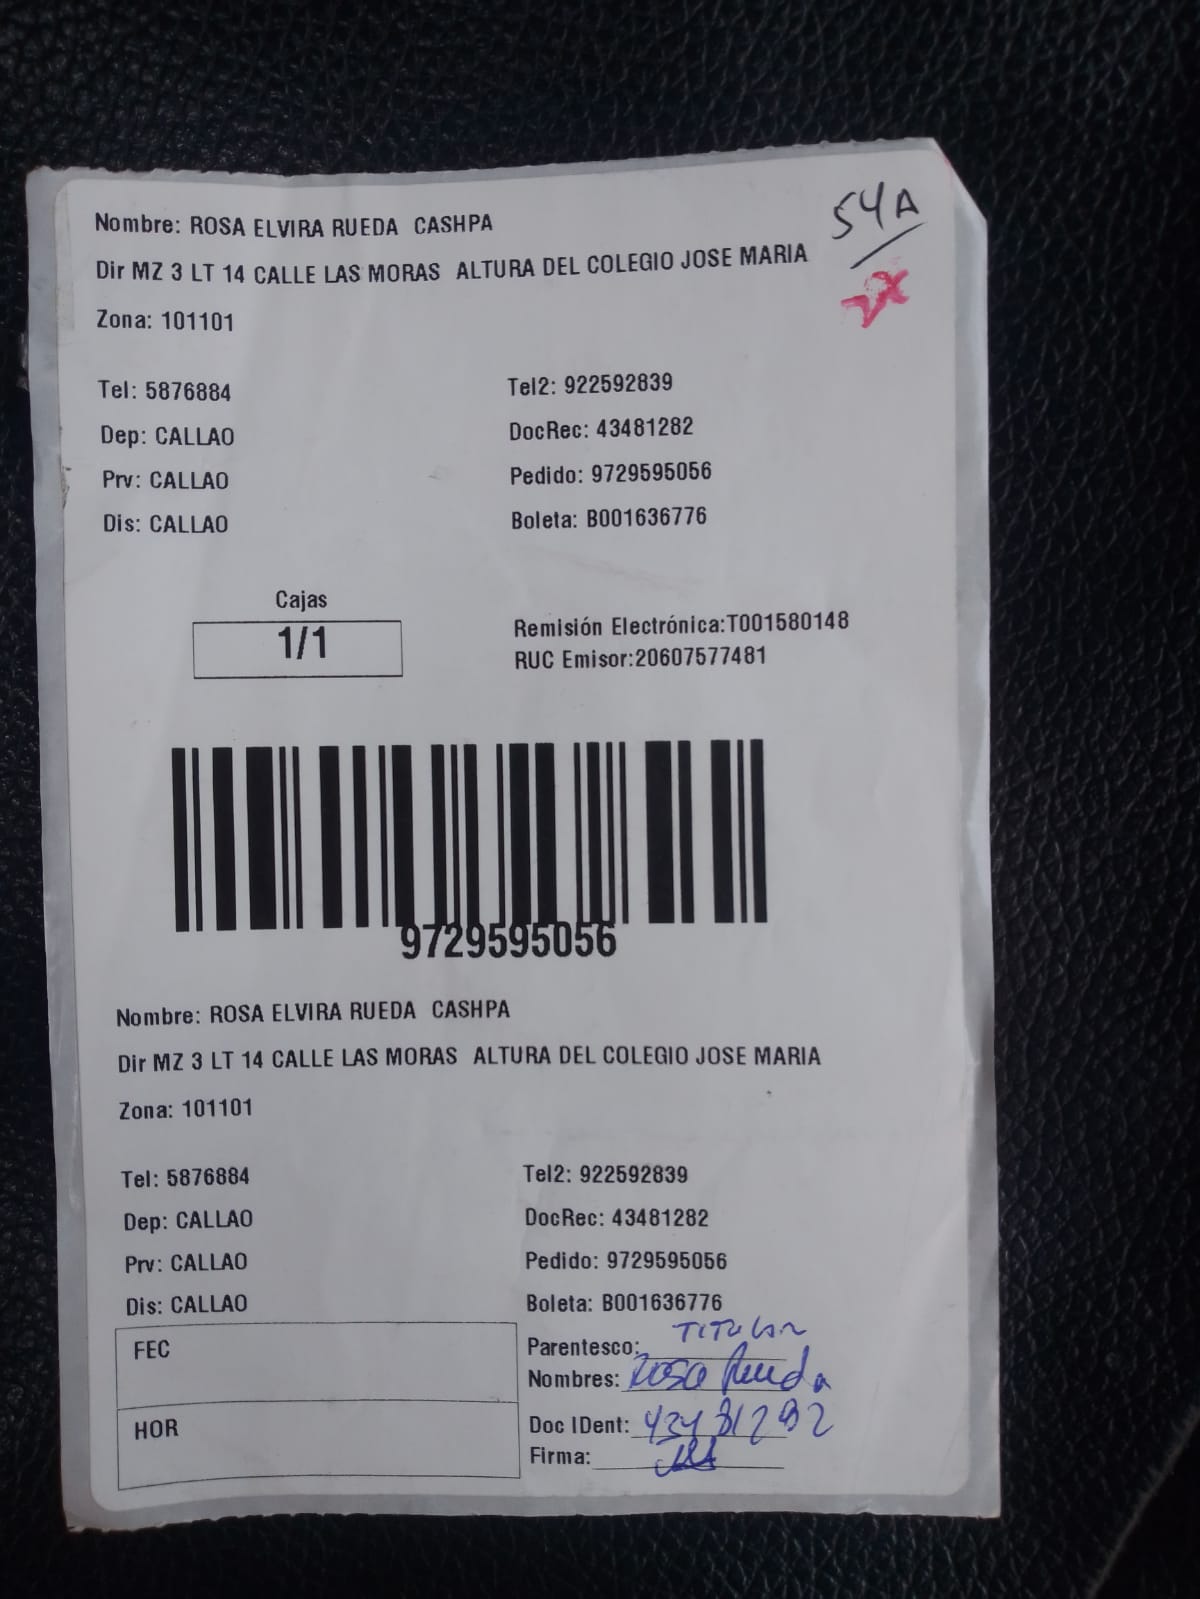 54A
Nombre: ROSA ELVIRA RUEDA CASHPA
Dir MZ 3 LT 14 CALLE LAS MORAS ALTURA DEL COLEGIO JOSE MARIA
Zona: 101101
Tel: 5876884 Tel2: 922592839
Dep: CALLAO DocRec: 43481282
Prv: CALLAO Pedido: 9729595056
Dis: CALLAO Boleta: B001636776
Cajas
1/1
Remisión Electrónica:T001580148
RUC Emisor:20607577481
9729595056
Nombre: ROSA ELVIRA RUEDA CASHPA
Dir MZ 3 LT 14 CALLE LAS MORAS ALTURA DEL COLEGIO JOSE MARIA
Zona: 101101
Tel: 5876884 Tel2: 922592839
Dep: CALLAO DocRec: 43481282
Prv: CALLAO Pedido: 9729595056
Dis: CALLAO Boleta: B001636776
FEC
HOR
Parentesco: TITULAR
Nombres: Rosa Rueda
Doc IDent: 43481282
Firma: